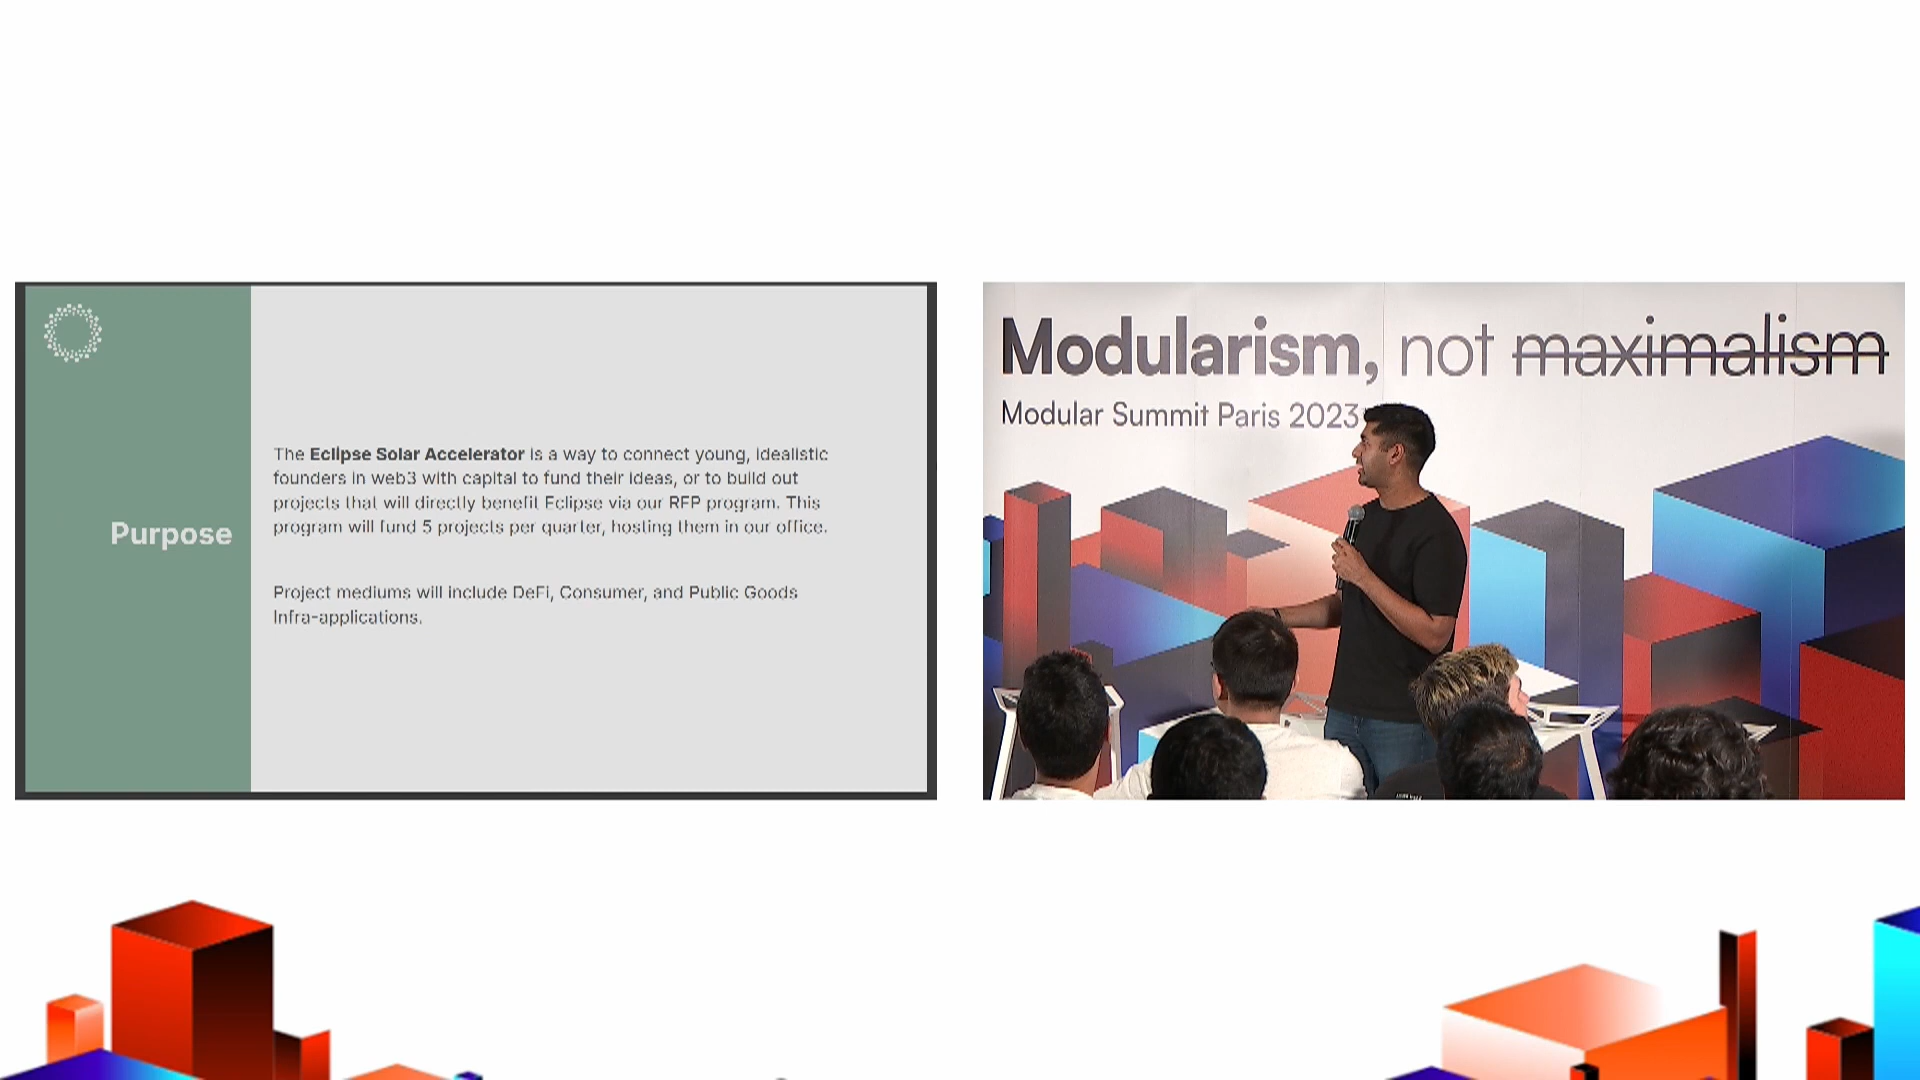 Purpose
The Eclipse Solar Accelerator is a way to connect young, idealistic
founders in web3 with capital to fund their ideas, or to build out
projects that will directly benefit Eclipse via our RFP program. This
program will fund 5 projects per quarter, hosting them in our office.
Project mediums will include DeFi, Consumer, and Public Goods
Infra-applications.
Modularism, not maximalism
Modular Summit Paris 2023